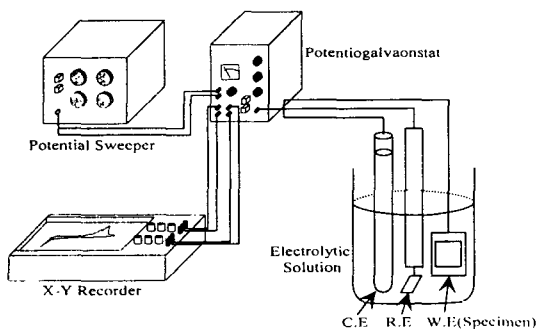 Potentiogalvaonstat
Potential Sweeper
Electrolytic
Solution
X-Y Recorder
C.E R.E W.E(Specimen)